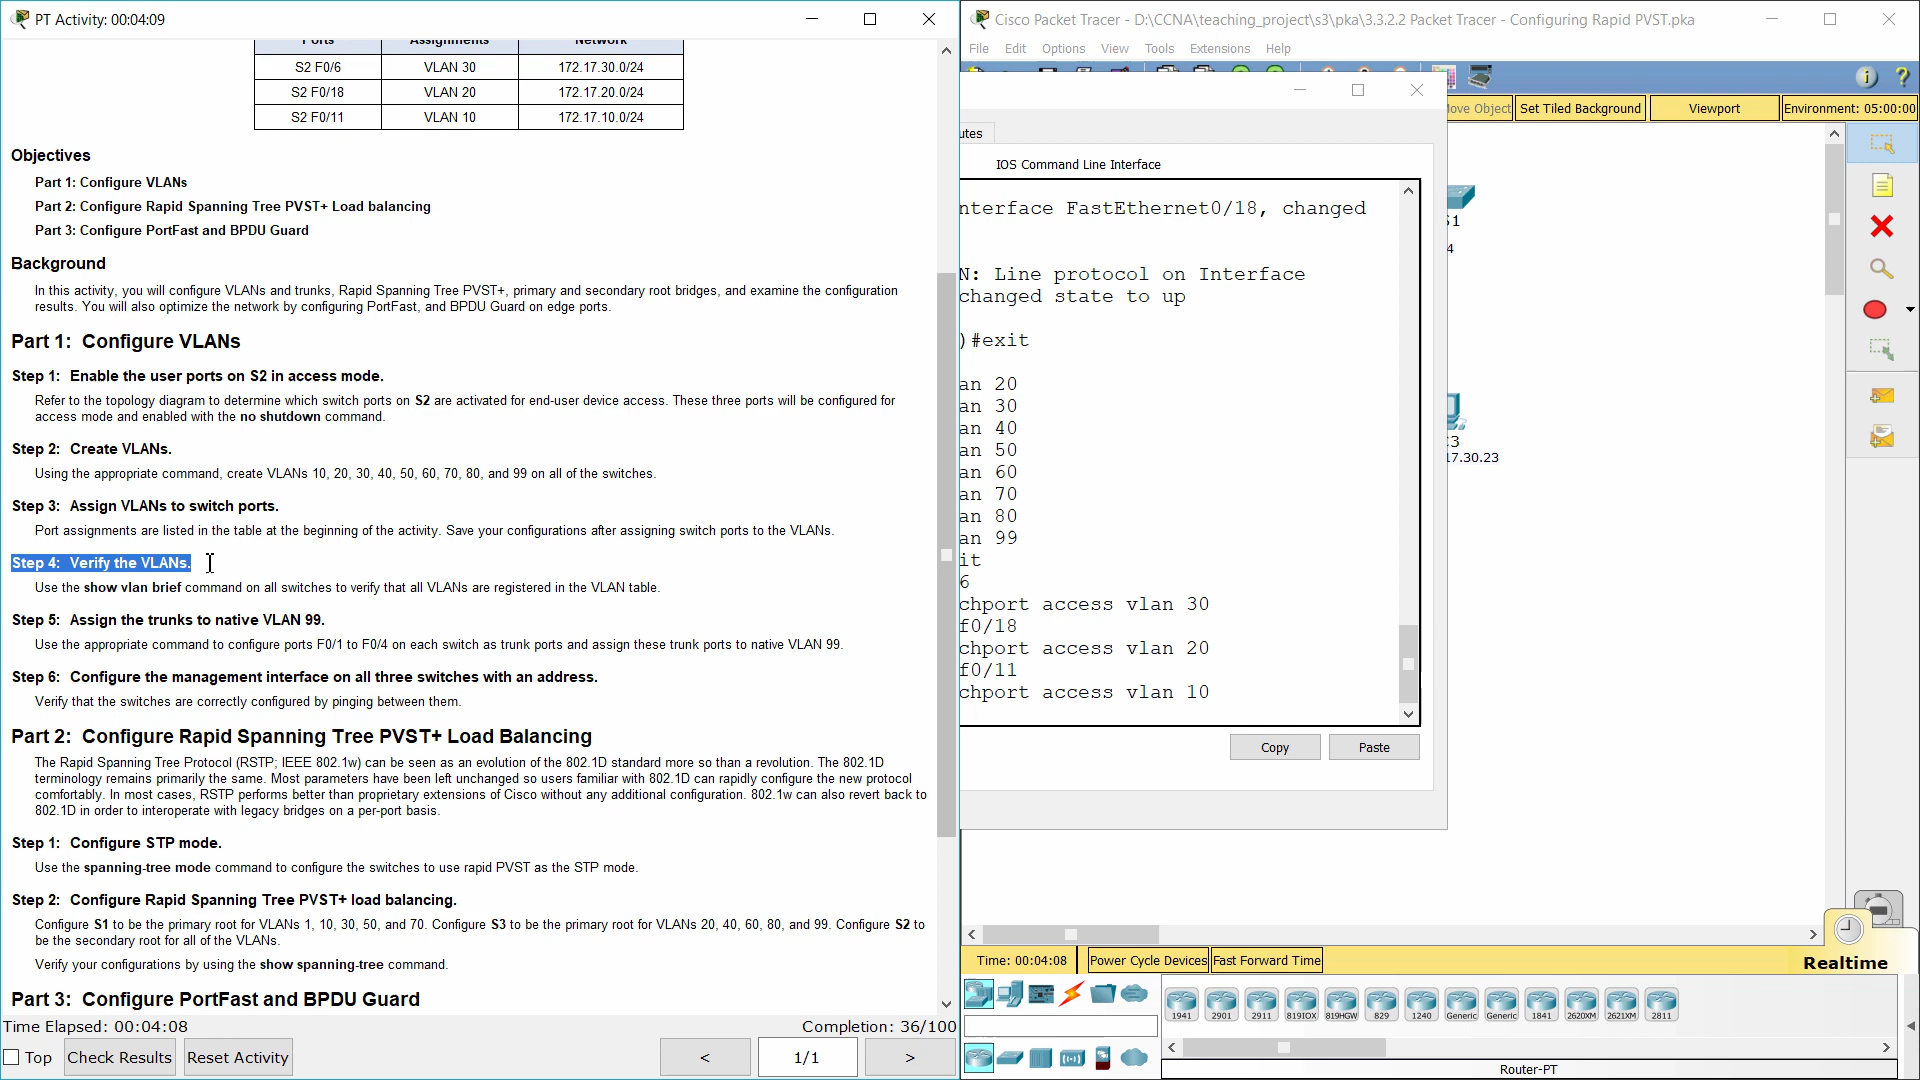 PT Activity: 00:04:09
Ports Assignments Network
S2 F0/6 VLAN 30 172.17.30.0/24
S2 F0/18 VLAN 20 172.17.20.0/24
S2 F0/11 VLAN 10 172.17.10.0/24
Objectives
Part 1: Configure VLANs
Part 2: Configure Rapid Spanning Tree PVST+ Load balancing
Part 3: Configure PortFast and BPDU Guard
Background
In this activity, you will configure VLANs and trunks, Rapid Spanning Tree PVST+, primary and secondary root bridges, and examine the configuration
results. You will also optimize the network by configuring PortFast, and BPDU Guard on edge ports.
Part 1: Configure VLANs
Step 1: Enable the user ports on S2 in access mode.
Refer to the topology diagram to determine which switch ports on S2 are activated for end-user device access. These three ports will be configured for
access mode and enabled with the no shutdown command.
Step 2: Create VLANs.
Using the appropriate command, create VLANs 10, 20, 30, 40, 50, 60, 70, 80, and 99 on all of the switches.
Step 3: Assign VLANs to switch ports.
Port assignments are listed in the table at the beginning of the activity. Save your configurations after assigning switch ports to the VLANs.
Step 4: Verify the VLANs.
Use the show vlan brief command on all switches to verify that all VLANs are registered in the VLAN table.
Step 5: Assign the trunks to native VLAN 99.
Use the appropriate command to configure ports F0/1 to F0/4 on each switch as trunk ports and assign these trunk ports to native VLAN 99.
Step 6: Configure the management interface on all three switches with an address.
Verify that the switches are correctly configured by pinging between them.
Part 2: Configure Rapid Spanning Tree PVST+ Load Balancing
The Rapid Spanning Tree Protocol (RSTP; IEEE 802.1w) can be seen as an evolution of the 802.1D standard more so than a revolution. The 802.1D
terminology remains primarily the same. Most parameters have been left unchanged so users familiar with 802.1D can rapidly configure the new protocol
comfortably. In most cases, RSTP performs better than proprietary extensions of Cisco without any additional configuration. 802.1w can also revert back to
802.1D in order to interoperate with legacy bridges on a per-port basis.
Step 1: Configure STP mode.
Use the spanning-tree mode command to configure the switches to use rapid PVST as the STP mode.
Step 2: Configure Rapid Spanning Tree PVST+ load balancing.
Configure S1 to be the primary root for VLANs 1, 10, 30, 50, and 70. Configure S3 to be the primary root for VLANs 20, 40, 60, 80, and 99. Configure S2 to
be the secondary root for all of the VLANs.
Verify your configurations by using the show spanning-tree command.
Part 3: Configure PortFast and BPDU Guard
Time Elapsed: 00:04:08 Completion: 36/100
Top Check Results Reset Activity < 1/1 >
Cisco Packet Tracer - D:\CCNA\teaching_project\s3\pka\3.3.2.2 Packet Tracer - Configuring Rapid PVST.pka
File Edit Options View Tools Extensions Help
Move Object Set Tiled Background Viewport Environment: 05:00:00
utes
IOS Command Line Interface
nterface FastEthernet0/18, changed
N: Line protocol on Interface
changed state to up
)#exit
an 20
an 30
an 40
an 50
an 60
an 70
an 80
an 99
it
6
chport access vlan 30
f0/18
chport access vlan 20
f0/11
chport access vlan 10
Copy Paste
S1
4
C3
17.30.23
Time: 00:04:08 Power Cycle Devices Fast Forward Time
Realtime
1941 2901 2911 819IOX 819HGW 829 1240 Generic Generic 1841 2620XM 2621XM 2811
Router-PT